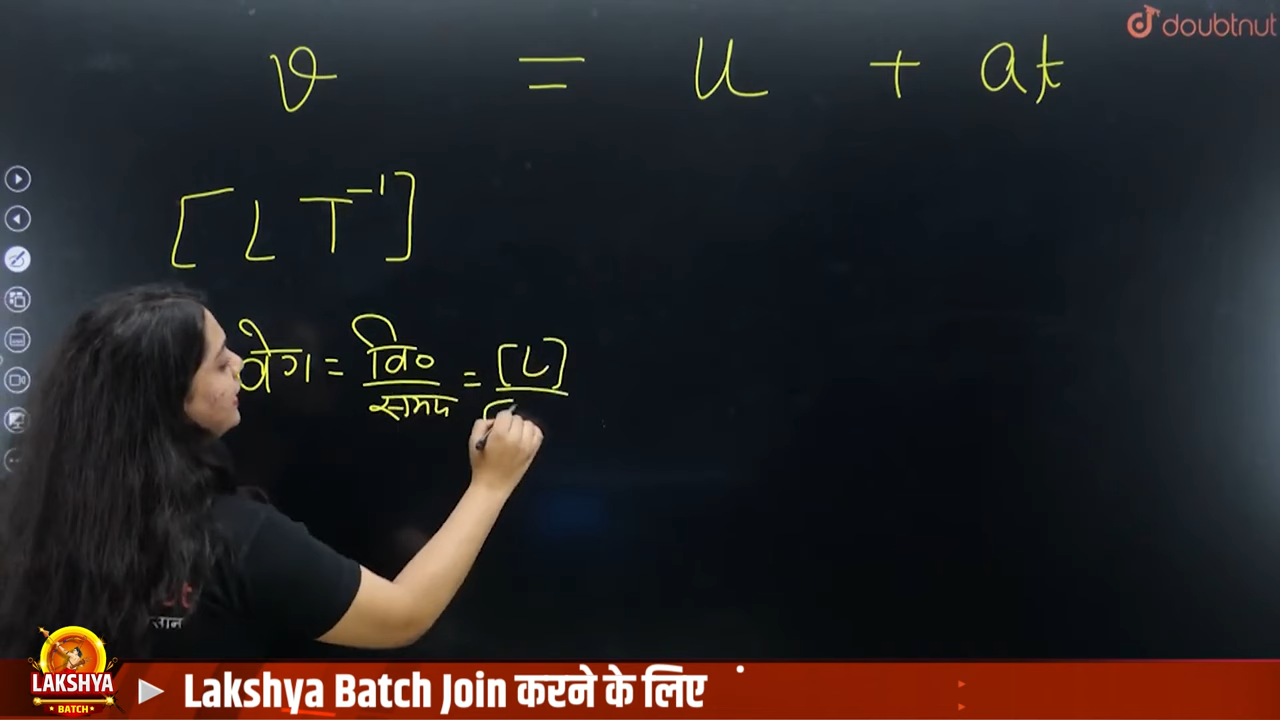 doubtnut
v = u + at
[LT⁻¹]
वेग = वि०/समय = [L]/[
LAKSHYA
BATCH
Lakshya Batch Join करने के लिए